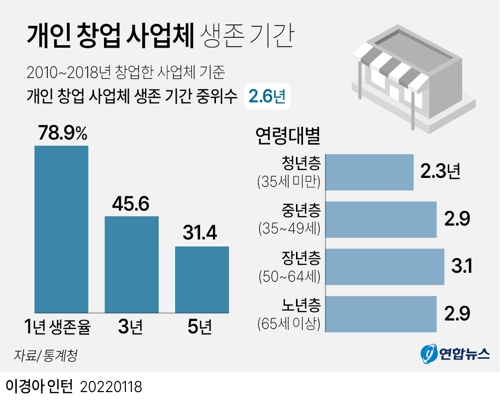 개인 창업 사업체 생존 기간
2010~2018년 창업한 사업체 기준
개인 창업 사업체 생존 기간 중위수 2.6년
78.9%
45.6
31.4
1년 생존율
3년
5년
연령대별
청년층
(35세 미만)
2.3년
중년층
(35~49세)
2.9
장년층
(50~64세)
3.1
노년층
(65세 이상)
2.9
자료/통계청
연합뉴스
이경아 인턴 20220118